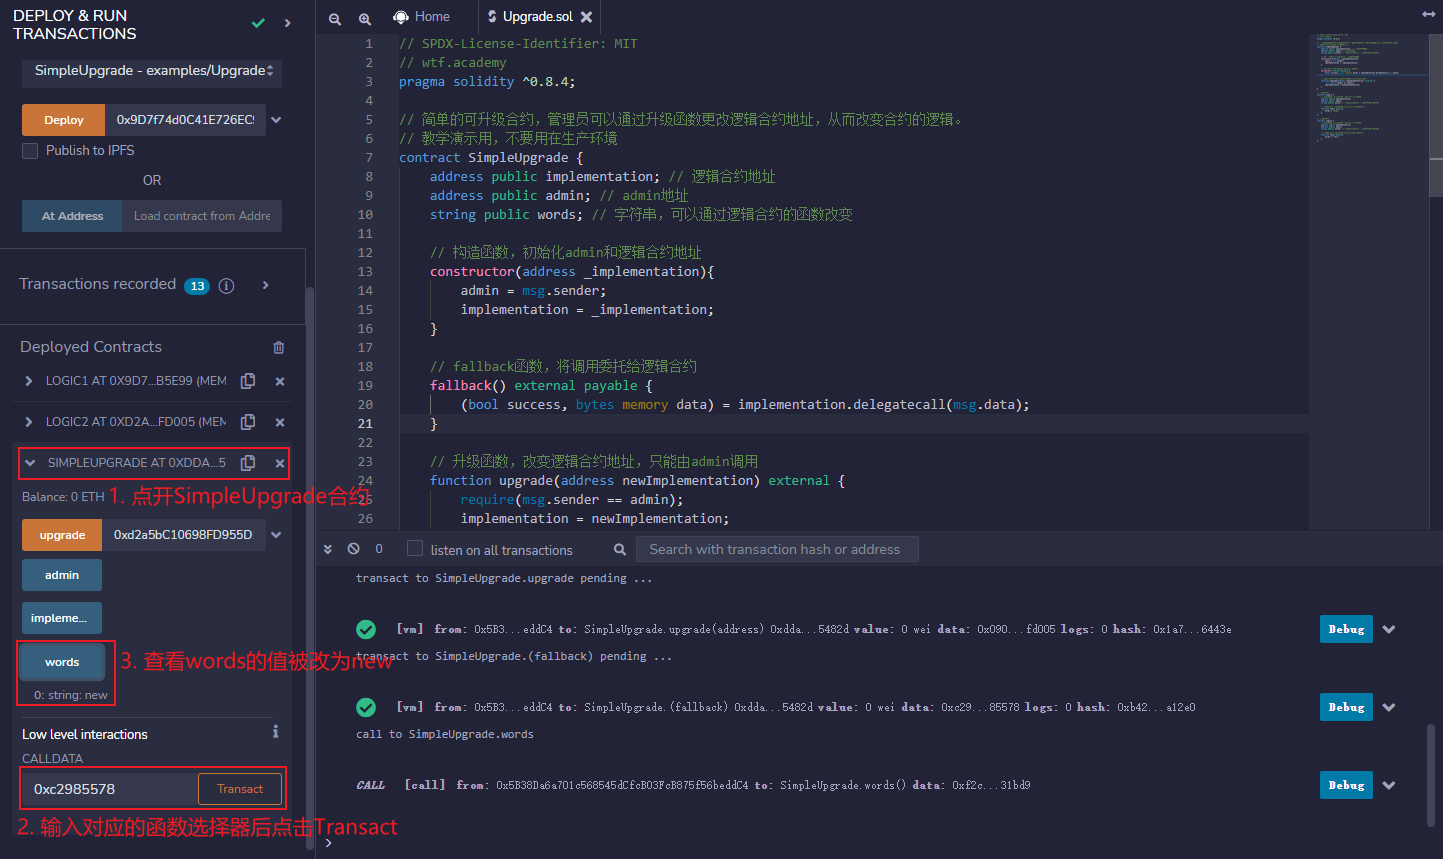 DEPLOY & RUN
TRANSACTIONS
SimpleUpgrade - examples/Upgrade
Deploy
0x9D7f74d0C41E726EC9
Publish to IPFS
OR
At Address
Load contract from Addre
Transactions recorded 13
Deployed Contracts
LOGIC1 AT 0X9D7...B5E99 (MEM
LOGIC2 AT 0XD2A...FD005 (MEM
SIMPLEUPGRADE AT 0XDDA...5
Balance: 0 ETH
1. 点开SimpleUpgrade合约
upgrade
0xd2a5bC10698FD955D
admin
impleme...
words
3. 查看words的值被改为new
0: string: new
Low level interactions
CALLDATA
0xc2985578
Transact
2. 输入对应的函数选择器后点击Transact
Home
Upgrade.sol
1 // SPDX-License-Identifier: MIT
2 // wtf.academy
3 pragma solidity ^0.8.4;
4
5 // 简单的可升级合约，管理员可以通过升级函数更改逻辑合约地址，从而改变合约的逻辑。
6 // 教学演示用，不要用在生产环境
7 contract SimpleUpgrade {
8 address public implementation; // 逻辑合约地址
9 address public admin; // admin地址
10 string public words; // 字符串，可以通过逻辑合约的函数改变
11
12 // 构造函数，初始化admin和逻辑合约地址
13 constructor(address _implementation){
14 admin = msg.sender;
15 implementation = _implementation;
16 }
17
18 // fallback函数，将调用委托给逻辑合约
19 fallback() external payable {
20 (bool success, bytes memory data) = implementation.delegatecall(msg.data);
21 }
22
23 // 升级函数，改变逻辑合约地址，只能由admin调用
24 function upgrade(address newImplementation) external {
25 require(msg.sender == admin);
26 implementation = newImplementation;
0
listen on all transactions
Search with transaction hash or address
transact to SimpleUpgrade.upgrade pending ...
[vm] from: 0x5B3...eddC4 to: SimpleUpgrade.upgrade(address) 0xdda...5482d value: 0 wei data: 0x090...fd005 logs: 0 hash: 0x1a7...6443e
Debug
transact to SimpleUpgrade.(fallback) pending ...
[vm] from: 0x5B3...eddC4 to: SimpleUpgrade.(fallback) 0xdda...5482d value: 0 wei data: 0xc29...85578 logs: 0 hash: 0xb42...a12e0
Debug
call to SimpleUpgrade.words
CALL [call] from: 0x5B38Da6a701c568545dCfcB03FcB875f56beddC4 to: SimpleUpgrade.words() data: 0xf2c...31bd9
Debug
>